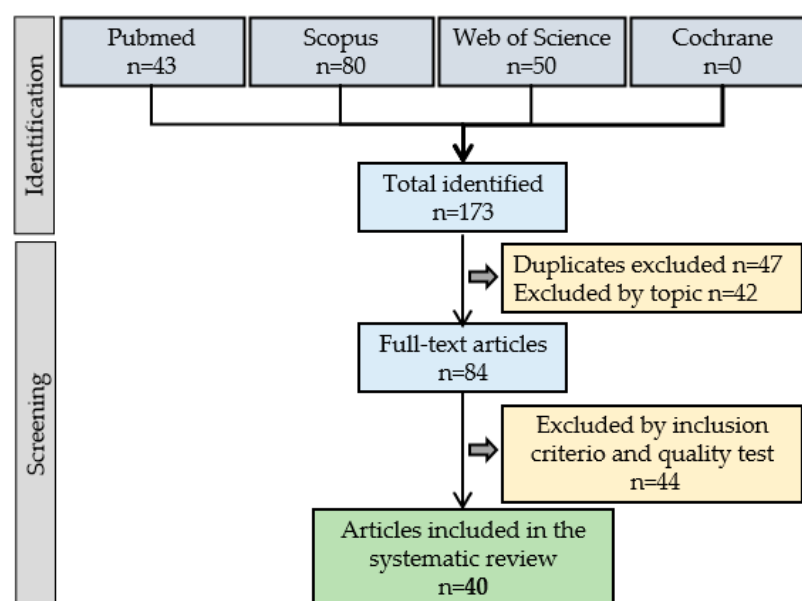 Identification
Pubmed
n=43
Scopus
n=80
Web of Science
n=50
Cochrane
n=0
Total identified
n=173
Screening
Duplicates excluded n=47
Excluded by topic n=42
Full-text articles
n=84
Excluded by inclusion
criterio and quality test
n=44
Articles included in the
systematic review
n=40